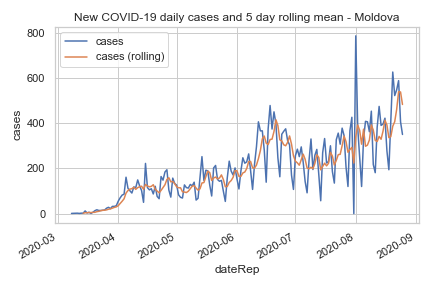 New COVID-19 daily cases and 5 day rolling mean - Moldova
800
600
400
200
0
cases
cases
cases (rolling)
2020-03
2020-04
2020-05
2020-06
2020-07
2020-08
2020-09
dateRep